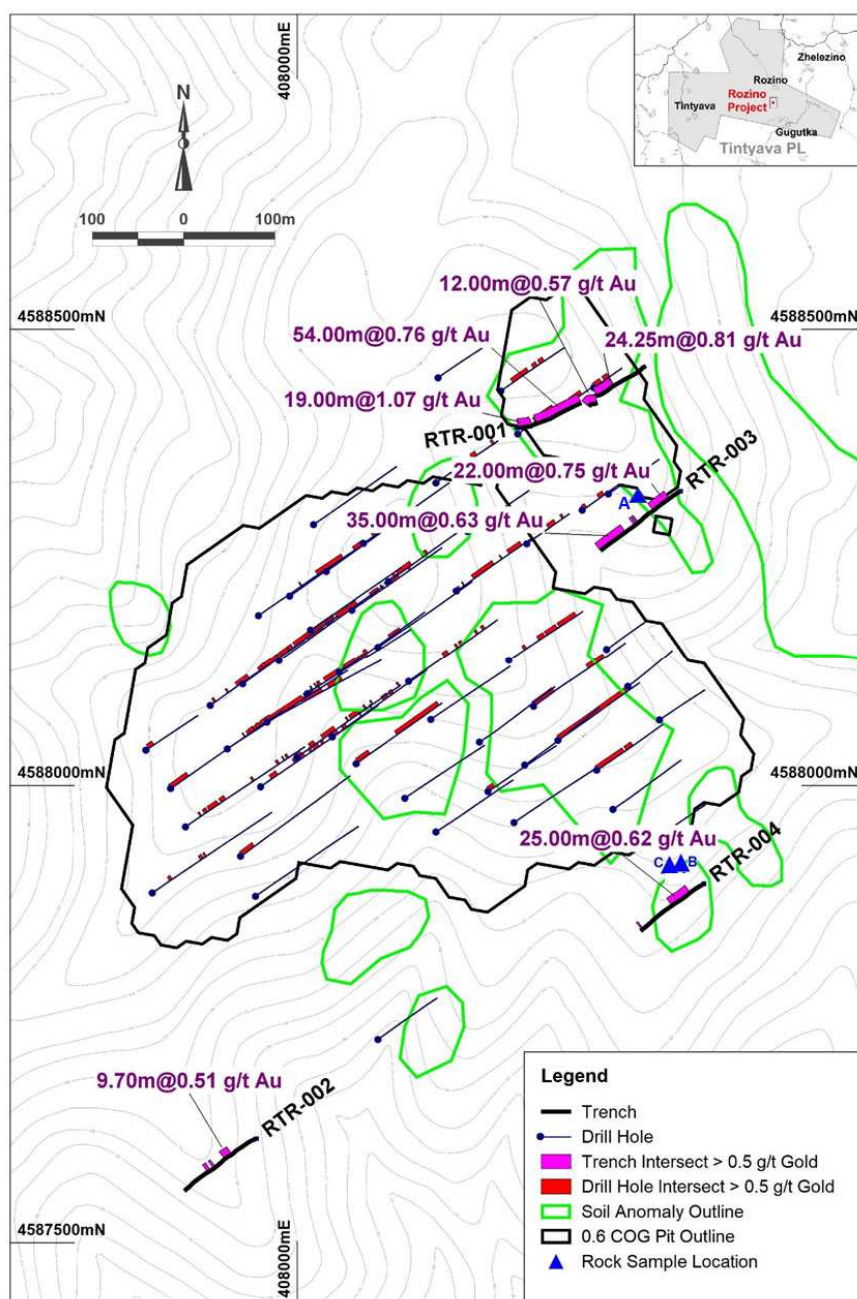 408000mE
Zhelezino
Rozino
Tintyava
Rozino
Project
Gugutka
Tintyava PL
N
100 0 100m
12.00m@0.57 g/t Au
4588500mN
4588500mN
54.00m@0.76 g/t Au
24.25m@0.81 g/t Au
19.00m@1.07 g/t Au
RTR-001
22.00m@0.75 g/t Au
RTR-003
A
35.00m@0.63 g/t Au
4588000mN
4588000mN
25.00m@0.62 g/t Au
RTR-004
C B
9.70m@0.51 g/t Au
RTR-002
4587500mN
408000mE
Legend
Trench
Drill Hole
Trench Intersect > 0.5 g/t Gold
Drill Hole Intersect > 0.5 g/t Gold
Soil Anomaly Outline
0.6 COG Pit Outline
Rock Sample Location